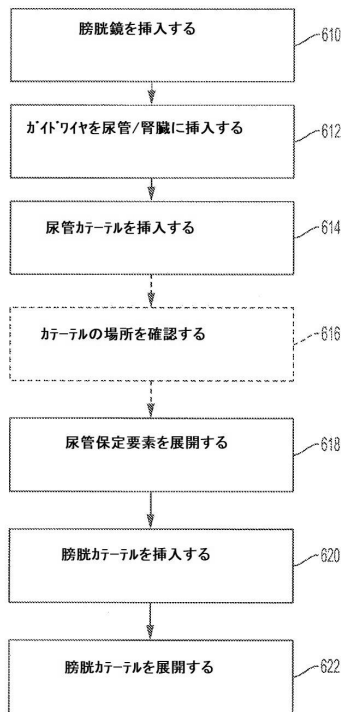 膀胱鏡を挿入する
610
ｶﾞｲﾄﾞﾜｲﾔを尿管/腎臓に挿入する
612
尿管ｶﾃｰﾃﾙを挿入する
614
ｶﾃｰﾃﾙの場所を確認する
616
尿管保定要素を展開する
618
膀胱ｶﾃｰﾃﾙを挿入する
620
膀胱ｶﾃｰﾃﾙを展開する
622